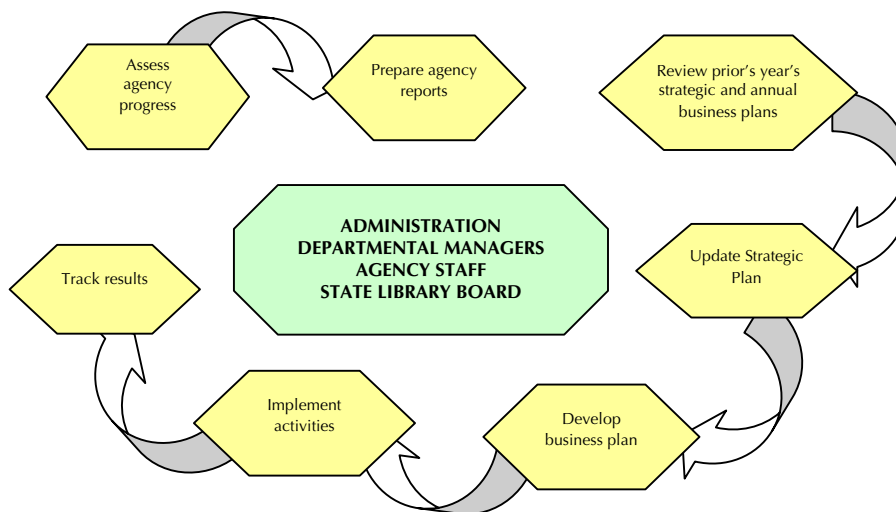 Assess
agency
progress
Prepare agency
reports
Review prior's year's
strategic and annual
business plans
ADMINISTRATION
DEPARTMENTAL MANAGERS
AGENCY STAFF
STATE LIBRARY BOARD
Update Strategic
Plan
Track results
Implement
activities
Develop
business plan